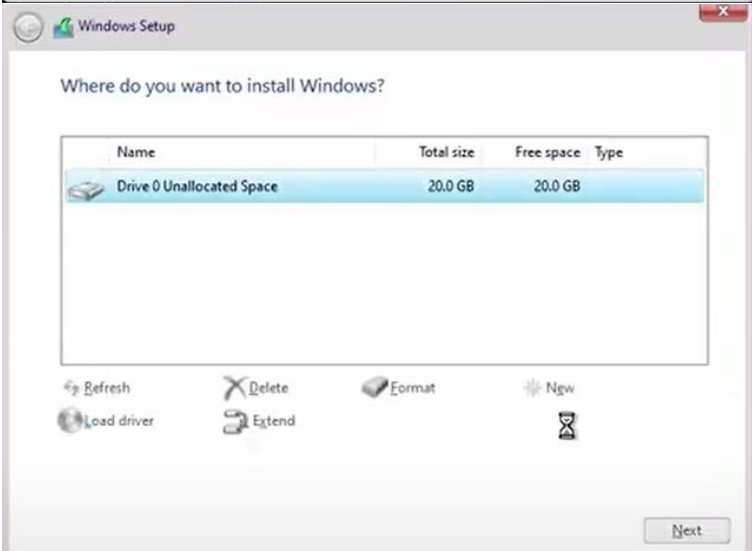 Windows Setup
Where do you want to install Windows?
Name Total size Free space Type
Drive 0 Unallocated Space 20.0 GB 20.0 GB
Refresh Delete Format New
Load driver Extend
Next